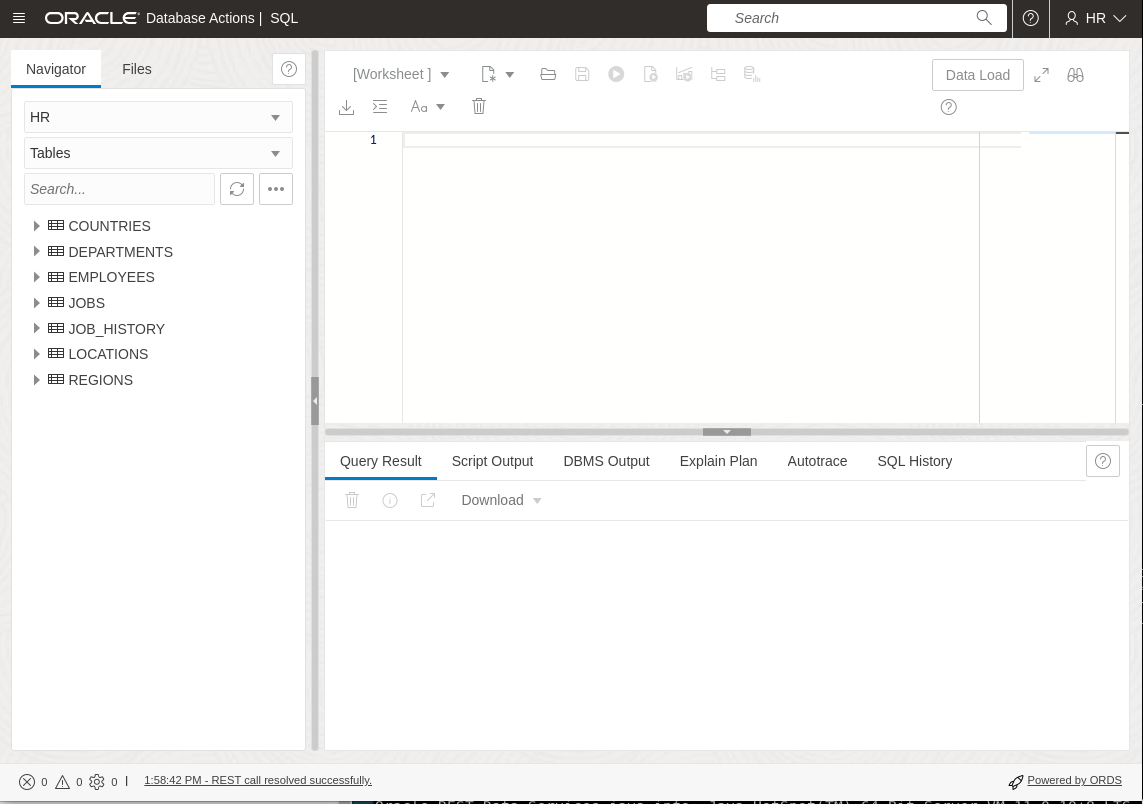 ORACLE Database Actions | SQL
Search
HR
Navigator
Files
HR
Tables
Search...
COUNTRIES
DEPARTMENTS
EMPLOYEES
JOBS
JOB_HISTORY
LOCATIONS
REGIONS
[Worksheet ]
Data Load
Aa
1
Query Result
Script Output
DBMS Output
Explain Plan
Autotrace
SQL History
Download
0
0
0
1:58:42 PM - REST call resolved successfully.
Powered by ORDS